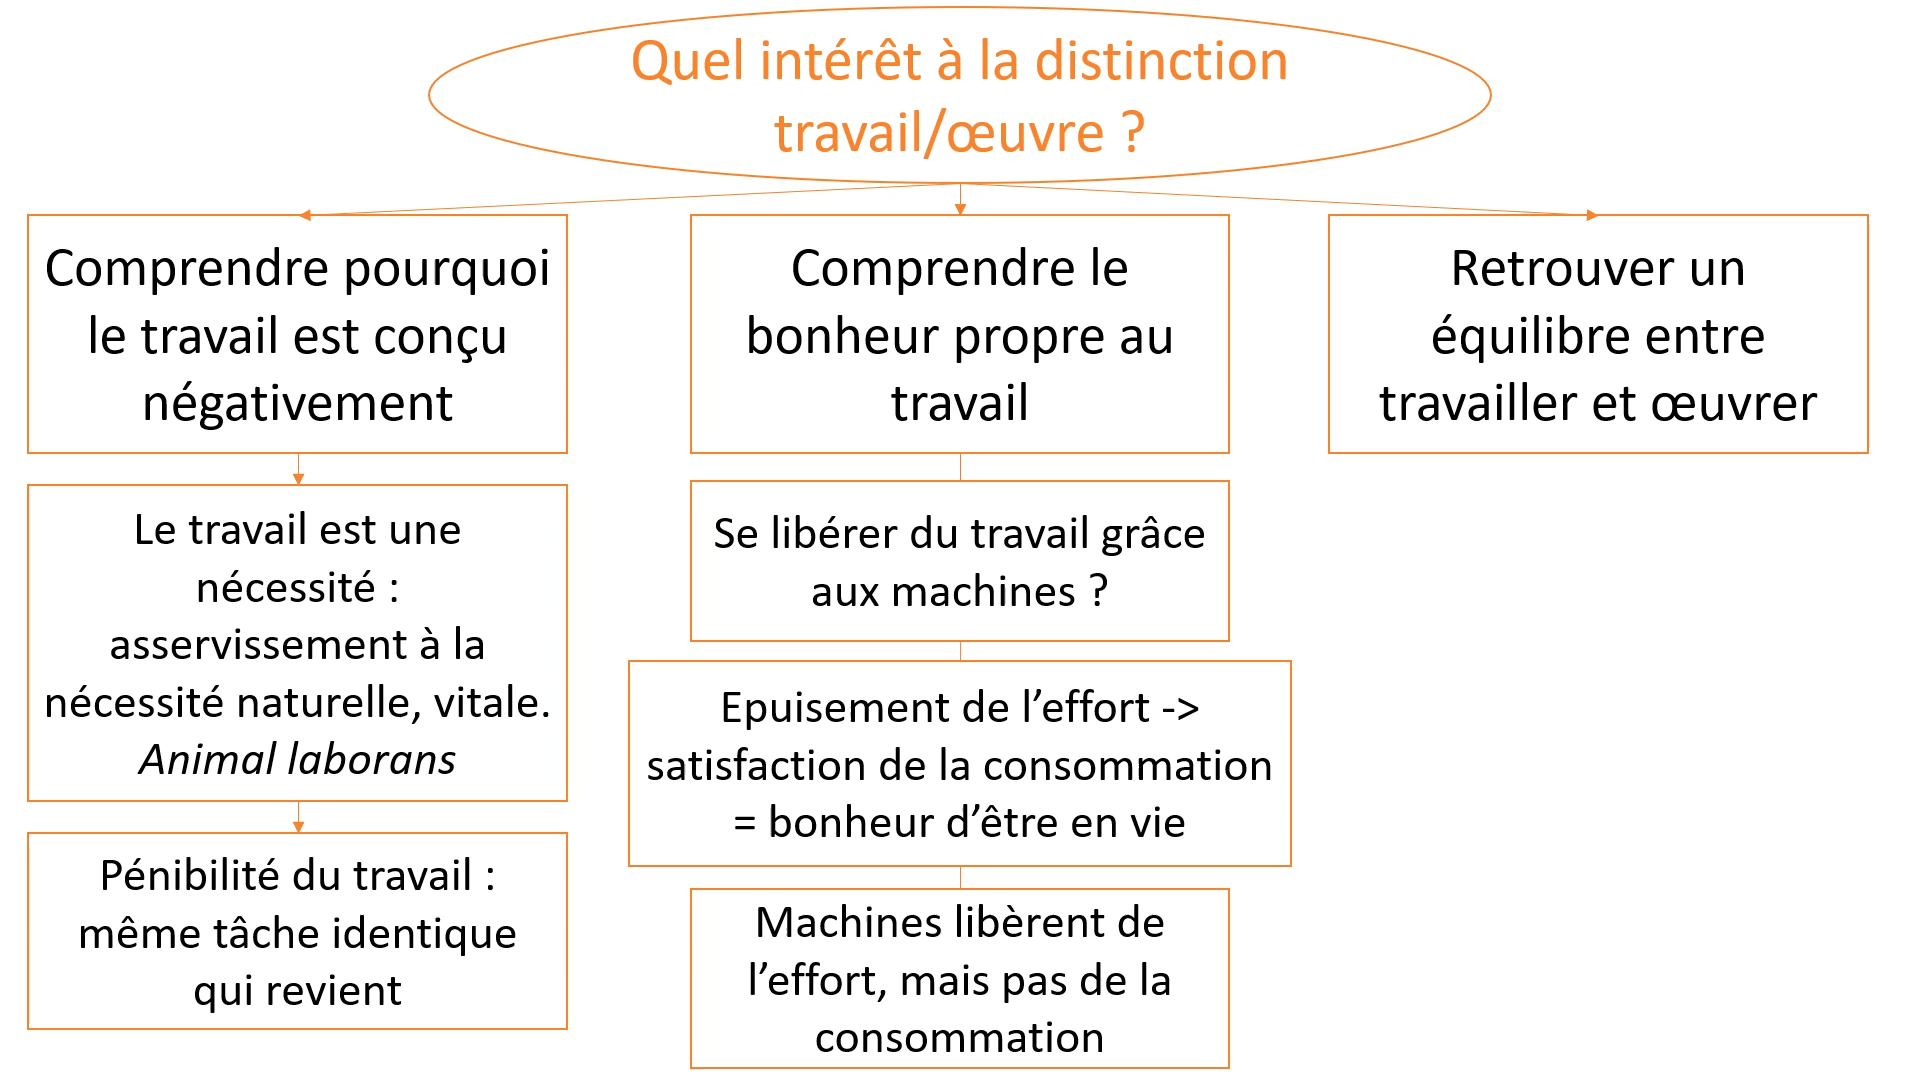 Quel intérêt à la distinction
travail/œuvre ?
Comprendre pourquoi
le travail est conçu
négativement
Le travail est une
nécessité :
asservissement à la
nécessité naturelle, vitale.
Animal laborans
Pénibilité du travail :
même tâche identique
qui revient
Comprendre le
bonheur propre au
travail
Se libérer du travail grâce
aux machines ?
Epuisement de l’effort ->
satisfaction de la consommation
= bonheur d’être en vie
Machines libèrent de
l’effort, mais pas de la
consommation
Retrouver un
équilibre entre
travailler et œuvrer